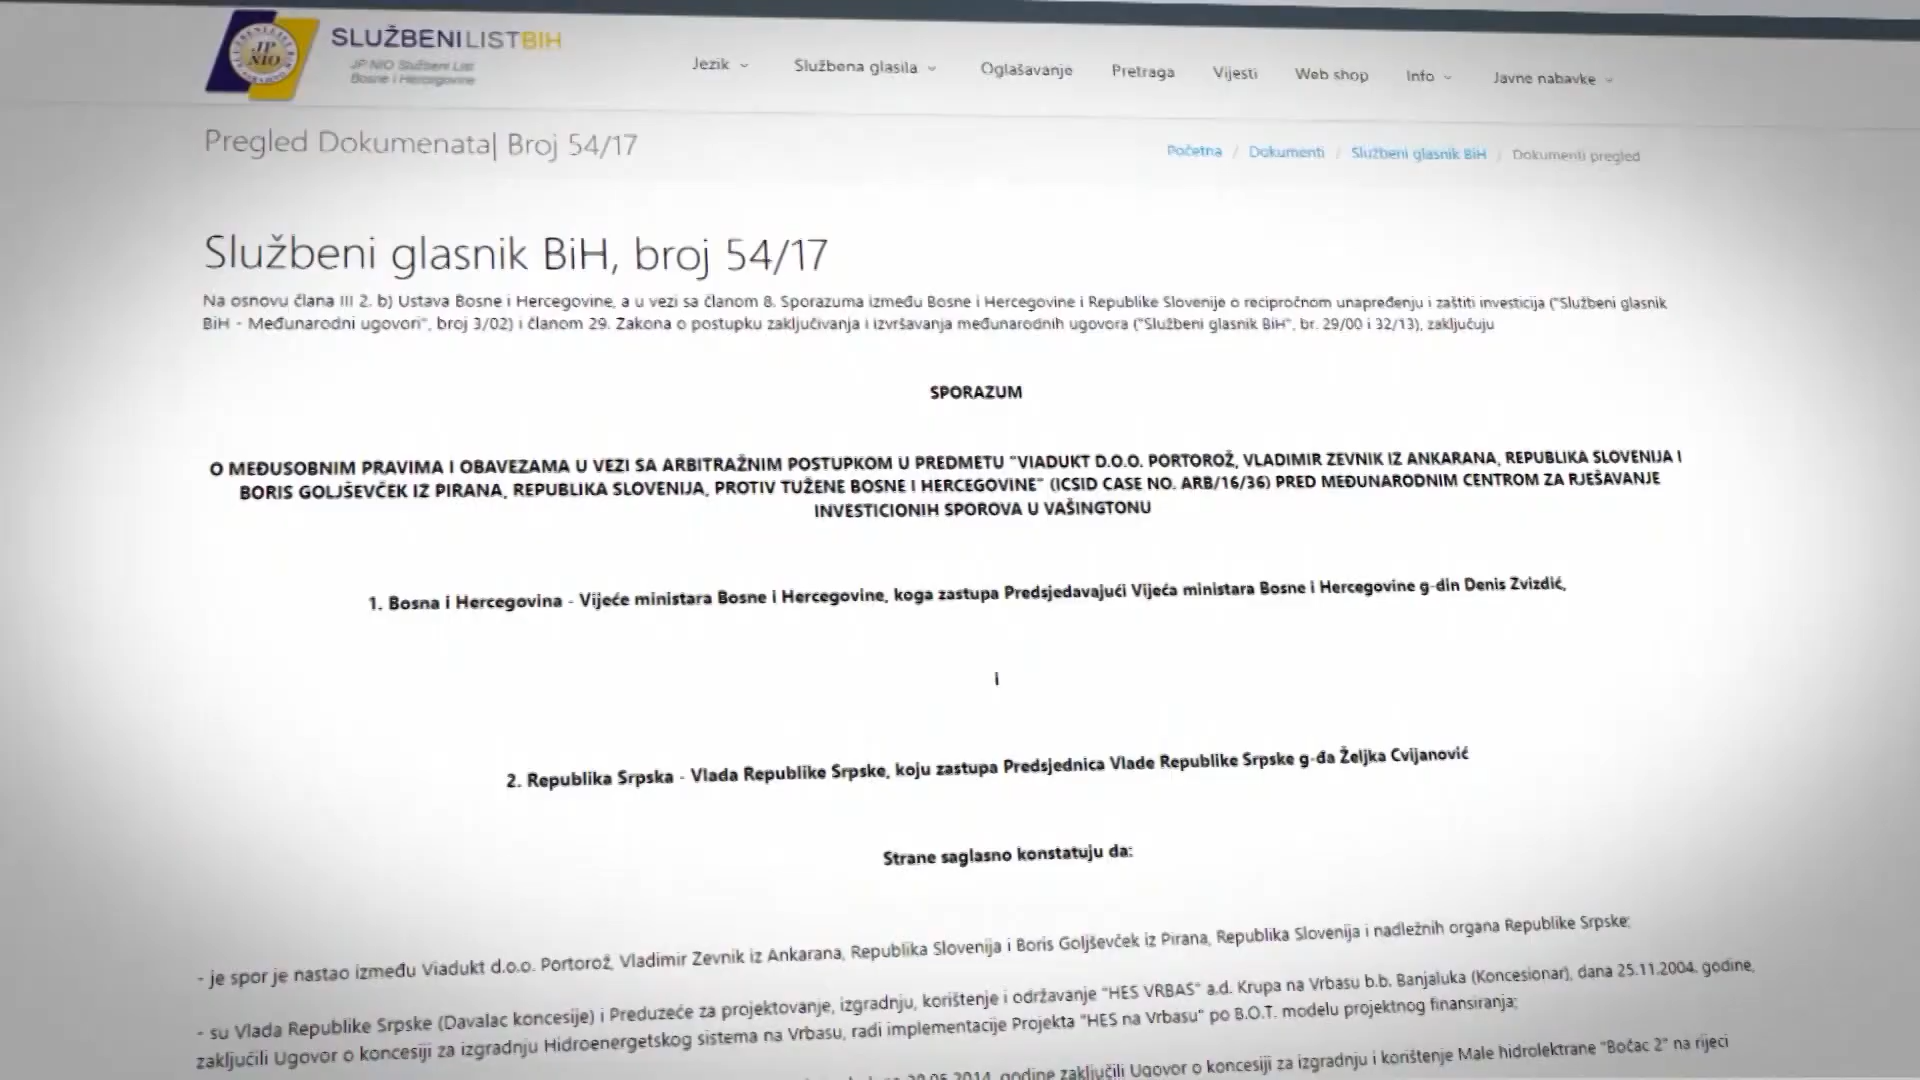 SLUŽBENILISTBIH
JP NIO Službeni List
Bosne i Hercegovine
JP
NIO
Jezik
Službena glasila
Oglašavanje
Pretraga
Vijesti
Web shop
Info
Javne nabavke
Pregled Dokumenata| Broj 54/17
Početna / Dokumenti / Službeni glasnik BiH / Dokumenti pregled
Službeni glasnik BiH, broj 54/17
Na osnovu člana III 2. b) Ustava Bosne i Hercegovine, a u vezi sa članom 8. Sporazuma između Bosne i Hercegovine i Republike Slovenije o recipročnom unapređenju i zaštiti investicija ("Službeni glasnik
BiH - Međunarodni ugovori", broj 3/02) i članom 29. Zakona o postupku zaključivanja i izvršavanja međunarodnih ugovora ("Službeni glasnik BiH", br. 29/00 i 32/13), zaključuju
SPORAZUM
O MEĐUSOBNIM PRAVIMA I OBAVEZAMA U VEZI SA ARBITRAŽNIM POSTUPKOM U PREDMETU "VIADUKT D.O.O. PORTOROŽ, VLADIMIR ZEVNIK IZ ANKARANA, REPUBLIKA SLOVENIJA I
BORIS GOLJŠEVČEK IZ PIRANA, REPUBLIKA SLOVENIJA, PROTIV TUŽENE BOSNE I HERCEGOVINE" (ICSID CASE NO. ARB/16/36) PRED MEĐUNARODNIM CENTROM ZA RJEŠAVANJE
INVESTICIONIH SPOROVA U VAŠINGTONU
1. Bosna i Hercegovina - Vijeće ministara Bosne i Hercegovine, koga zastupa Predsjedavajući Vijeća ministara Bosne i Hercegovine g-din Denis Zvizdić,
i
2. Republika Srpska - Vlada Republike Srpske, koju zastupa Predsjednica Vlade Republike Srpske g-đa Željka Cvijanović
Strane saglasno konstatuju da:
- je spor je nastao između Viadukt d.o.o. Portorož, Vladimir Zevnik iz Ankarana, Republika Slovenija i Boris Goljševček iz Pirana, Republika Slovenija i nadležnih organa Republike Srpske;
- su Vlada Republike Srpske (Davalac koncesije) i Preduzeće za projektovanje, izgradnju, korištenje i održavanje "HES VRBAS" a.d. Krupa na Vrbasu b.b. Banjaluka (Koncesionar), dana 25.11.2004. godine,
zaključili Ugovor o koncesiji za izgradnju Hidroenergetskog sistema na Vrbasu, radi implementacije Projekta "HES na Vrbasu" po B.O.T. modelu projektnog finansiranja;
2014. godine zaključili Ugovor o koncesiji za izgradnju i korištenje Male hidrolektrane "Bočac 2" na rijeci